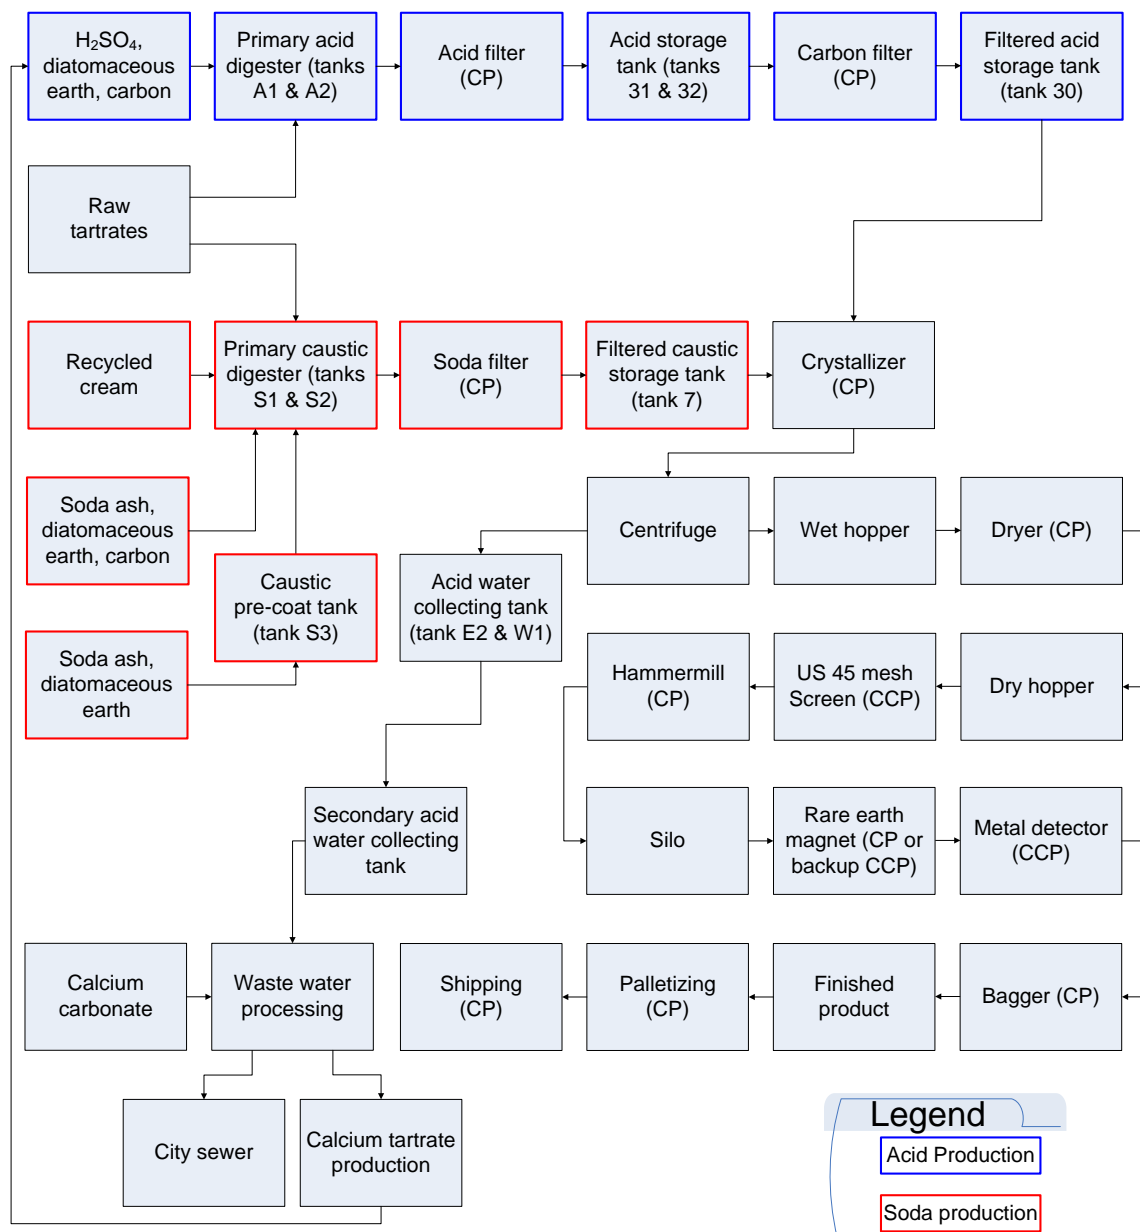 H₂SO₄,
diatomaceous
earth, carbon
Primary acid
digester (tanks
A1 & A2)
Acid filter
(CP)
Acid storage
tank (tanks
31 & 32)
Carbon filter
(CP)
Filtered acid
storage tank
(tank 30)
Raw
tartrates
Recycled
cream
Primary caustic
digester (tanks
S1 & S2)
Soda filter
(CP)
Filtered caustic
storage tank
(tank 7)
Crystallizer
(CP)
Soda ash,
diatomaceous
earth, carbon
Centrifuge
Wet hopper
Dryer (CP)
Caustic
pre-coat tank
(tank S3)
Acid water
collecting tank
(tank E2 & W1)
Soda ash,
diatomaceous
earth
Hammermill
(CP)
US 45 mesh
Screen (CCP)
Dry hopper
Secondary acid
water collecting
tank
Silo
Rare earth
magnet (CP or
backup CCP)
Metal detector
(CCP)
Calcium
carbonate
Waste water
processing
Shipping
(CP)
Palletizing
(CP)
Finished
product
Bagger (CP)
City sewer
Calcium tartrate
production
Legend
Acid Production
Soda production